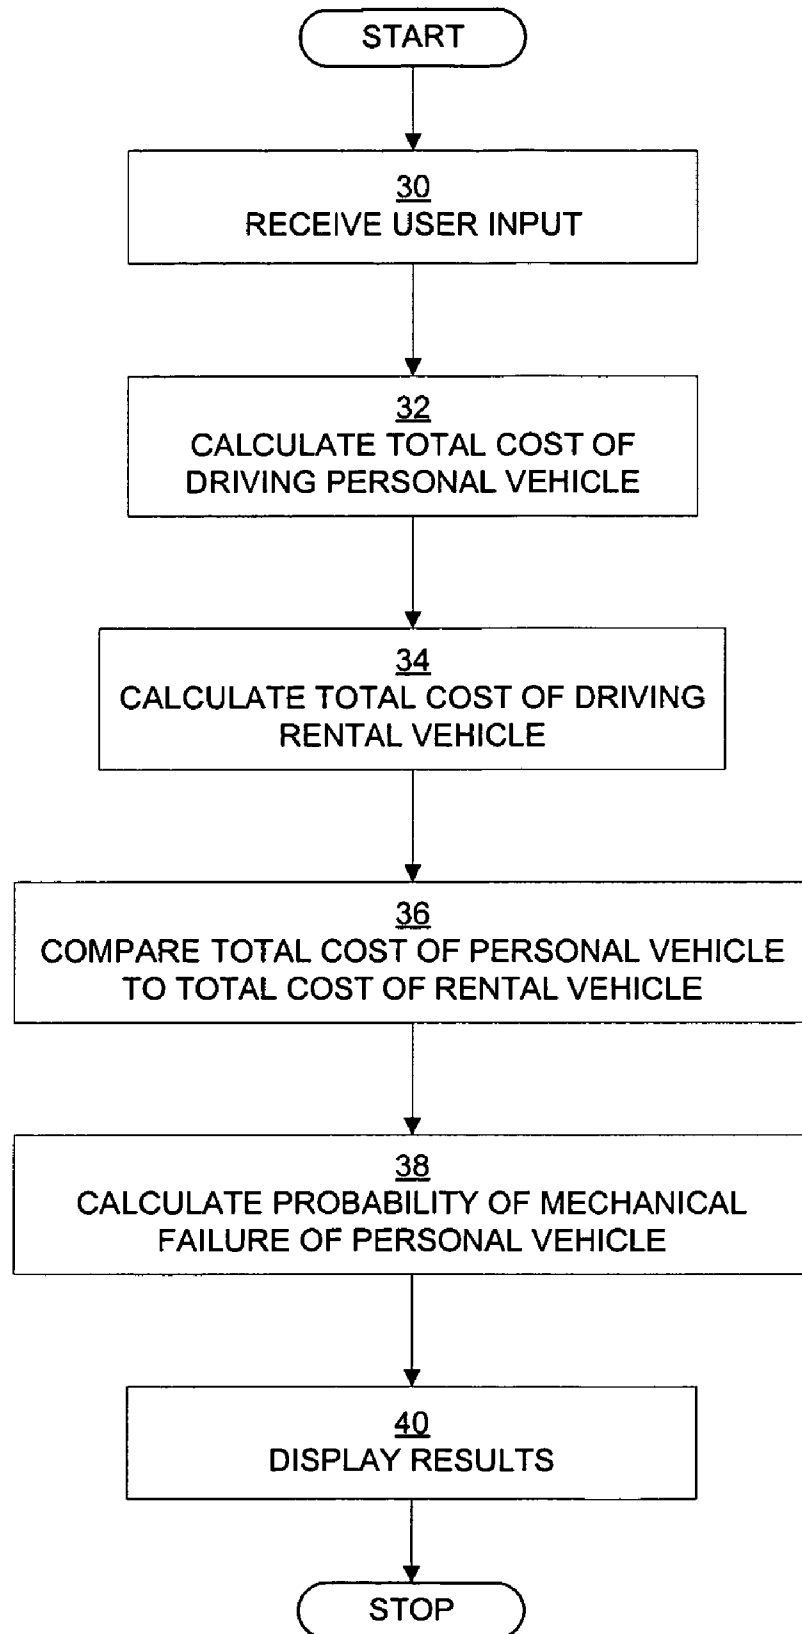 START
30
RECEIVE USER INPUT
32
CALCULATE TOTAL COST OF
DRIVING PERSONAL VEHICLE
34
CALCULATE TOTAL COST OF DRIVING
RENTAL VEHICLE
36
COMPARE TOTAL COST OF PERSONAL VEHICLE
TO TOTAL COST OF RENTAL VEHICLE
38
CALCULATE PROBABILITY OF MECHANICAL
FAILURE OF PERSONAL VEHICLE
40
DISPLAY RESULTS
STOP